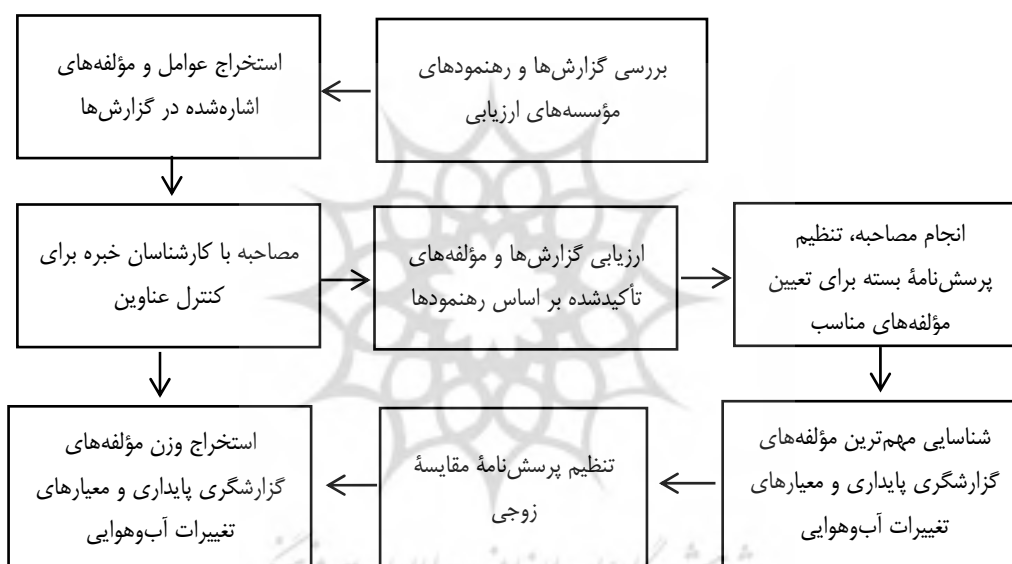 بررسی گزارش‌ها و رهنمودهای
مؤسسه‌های ارزیابی
استخراج عوامل و مؤلفه‌های
اشاره‌شده در گزارش‌ها
مصاحبه با کارشناسان خبره برای
کنترل عناوین
ارزیابی گزارش‌ها و مؤلفه‌های
تأکیدشده بر اساس رهنمودها
انجام مصاحبه، تنظیم
پرسش‌نامهٔ بسته برای تعیین
مؤلفه‌های مناسب
شناسایی مهم‌ترین مؤلفه‌های
گزارشگری پایداری و معیارهای
تغییرات آب‌وهوایی
تنظیم پرسش‌نامهٔ مقایسهٔ
زوجی
استخراج وزن مؤلفه‌های
گزارشگری پایداری و معیارهای
تغییرات آب‌وهوایی